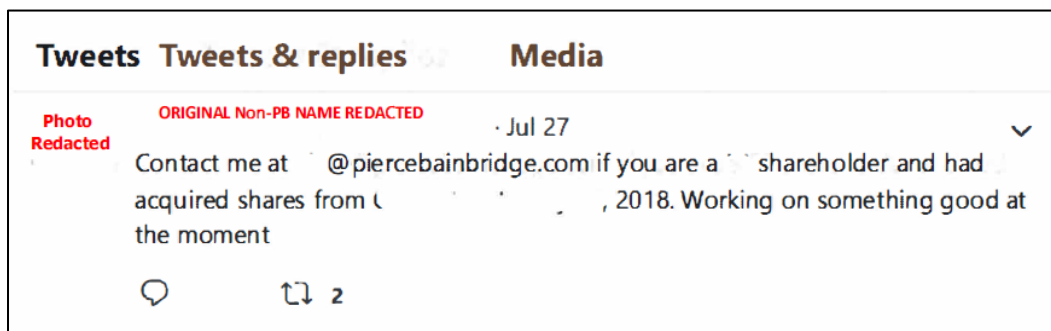 Tweets Tweets & replies Media
Photo Redacted
ORIGINAL Non-PB NAME REDACTED
· Jul 27
Contact me at @piercebainbridge.com if you are a shareholder and had
acquired shares from , 2018. Working on something good at
the moment
2